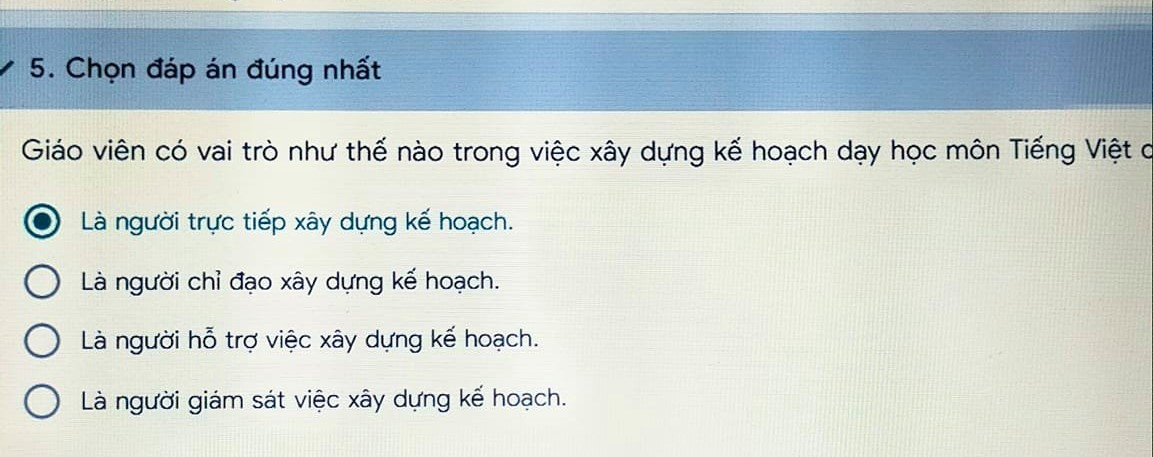 5. Chọn đáp án đúng nhất
Giáo viên có vai trò như thế nào trong việc xây dựng kế hoạch dạy học môn Tiếng Việt
Là người trực tiếp xây dựng kế hoạch.
Là người chỉ đạo xây dựng kế hoạch.
Là người hỗ trợ việc xây dựng kế hoạch.
Là người giám sát việc xây dựng kế hoạch.